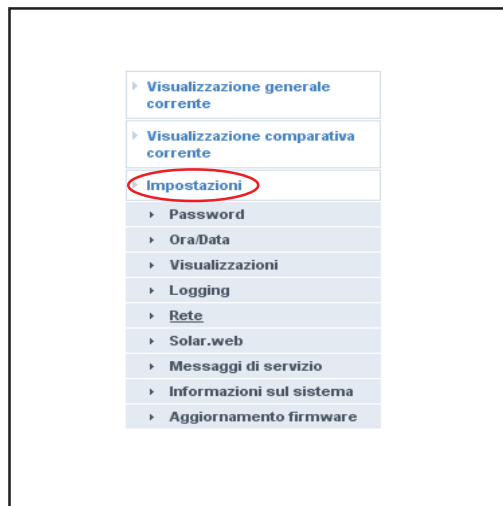 Visualizzazione generale
corrente
Visualizzazione comparativa
corrente
Impostazioni
Password
Ora/Data
Visualizzazioni
Logging
Rete
Solar.web
Messaggi di servizio
Informazioni sul sistema
Aggiornamento firmware